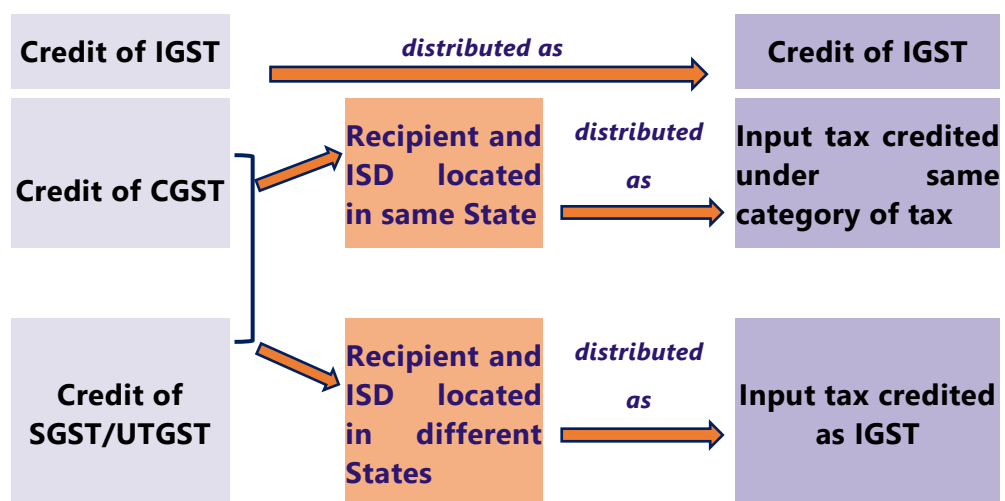 Credit of IGST
distributed as
Credit of IGST
Credit of CGST
Recipient and
ISD located
in same State
distributed
as
Input tax credited
under same
category of tax
Credit of
SGST/UTGST
Recipient and
ISD located
in different
States
distributed
as
Input tax credited
as IGST